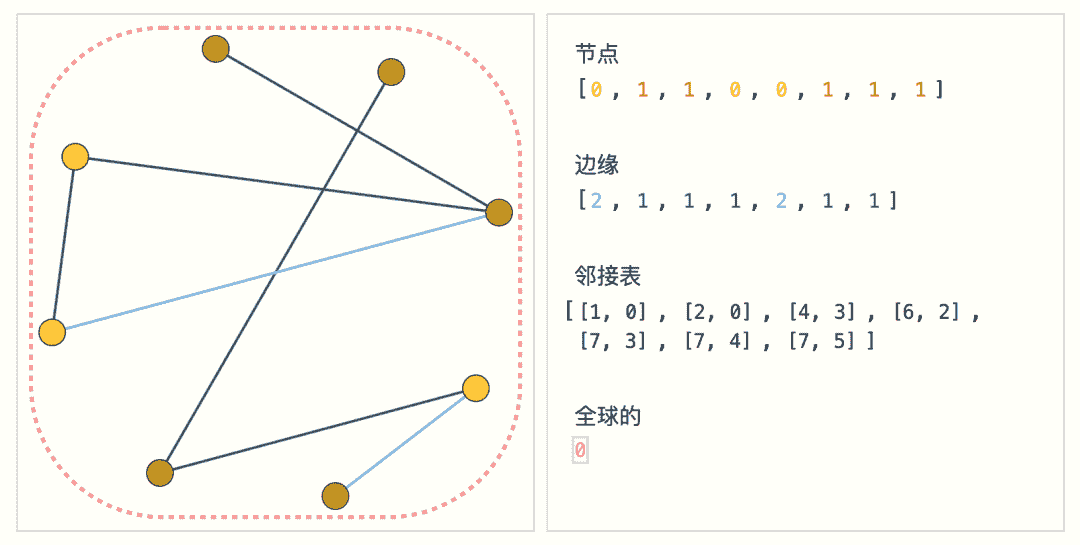 节点
[0 , 1 , 1 , 0 , 0 , 1 , 1 , 1 ]
边缘
[2 , 1 , 1 , 1 , 2 , 1 , 1 ]
邻接表
[ [1, 0] , [2, 0] , [4, 3] , [6, 2] ,
[7, 3] , [7, 4] , [7, 5] ]
全球的
0